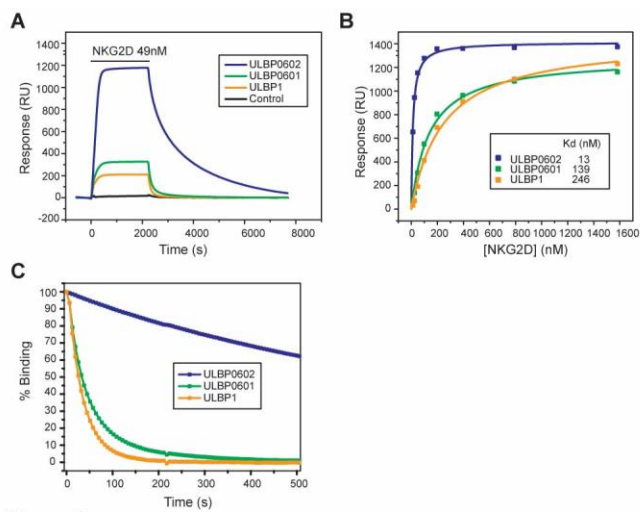 A
NKG2D 49nM
ULBP0602
ULBP0601
ULBP1
Control
Response (RU)
1400
1200
1000
800
600
400
200
0
-200
0 2000 4000 6000 8000
Time (s)
B
Response (RU)
1400
1200
1000
800
600
400
200
0
Kd (nM)
ULBP0602 13
ULBP0601 139
ULBP1 246
0 200 400 600 800 1000 1200 1400 1600
[NKG2D] (nM)
C
% Binding
100
90
80
70
60
50
40
30
20
10
0
ULBP0602
ULBP0601
ULBP1
0 100 200 300 400 500
Time (s)